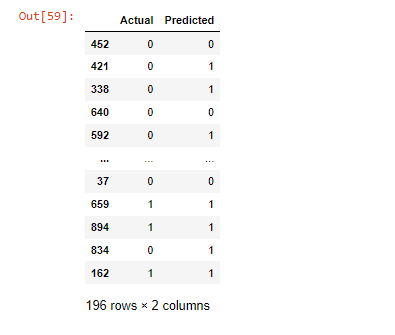 Out[59]:
Actual Predicted
452 0 0
421 0 1
338 0 1
640 0 0
592 0 1
... ... ...
37 0 0
659 1 1
894 1 1
834 0 1
162 1 1
196 rows × 2 columns